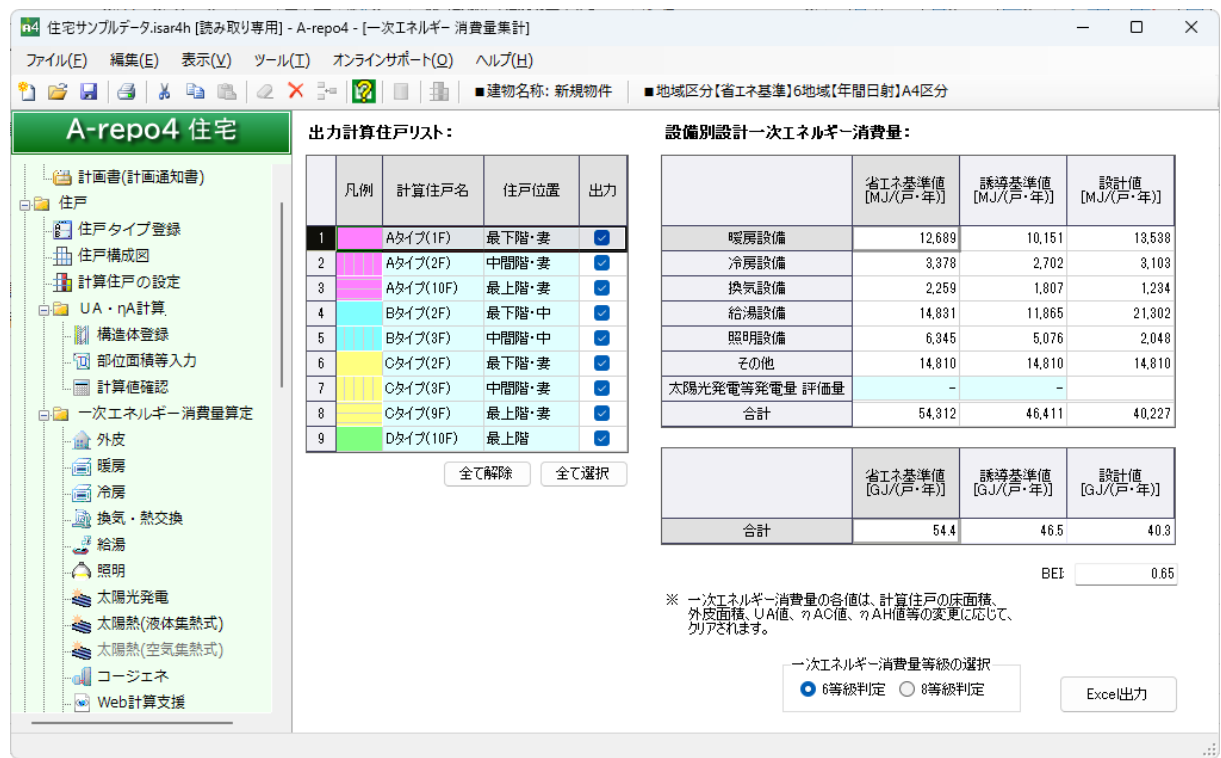 住宅サンプルデータ.isar4h [読み取り専用] - A-repo4 - [一次エネルギー 消費量集計]
ファイル(F) 編集(E) 表示(V) ツール(T) オンラインサポート(O) ヘルプ(H)
■建物名称: 新規物件 ■地域区分【省エネ基準】6地域【年間日射】A4区分
A-repo4 住宅
計画書(計画通知書)
住戸
住戸タイプ登録
住戸構成図
計算住戸の設定
UA・ηA計算
構造体登録
部位面積等入力
計算値確認
一次エネルギー消費量算定
外皮
暖房
冷房
換気・熱交換
給湯
照明
太陽光発電
太陽熱(液体集熱式)
太陽熱(空気集熱式)
コージェネ
Web計算支援
出力計算住戸リスト:
凡例 計算住戸名 住戸位置 出力
1 Aタイプ(1F) 最下階・妻
2 Aタイプ(2F) 中間階・妻
3 Aタイプ(10F) 最上階・妻
4 Bタイプ(2F) 最下階・中
5 Bタイプ(3F) 中間階・中
6 Cタイプ(2F) 最下階・妻
7 Cタイプ(3F) 中間階・妻
8 Cタイプ(9F) 最上階・妻
9 Dタイプ(10F) 最上階
全て解除 全て選択
設備別設計一次エネルギー消費量:
省エネ基準値 [MJ/(戸・年)] 誘導基準値 [MJ/(戸・年)] 設計値 [MJ/(戸・年)]
暖房設備 12,689 10,151 13,538
冷房設備 3,378 2,702 3,103
換気設備 2,259 1,807 1,234
給湯設備 14,831 11,865 21,302
照明設備 6,345 5,076 2,048
その他 14,810 14,810 14,810
太陽光発電等発電量 評価量 - -
合計 54,312 46,411 40,227
省エネ基準値 [GJ/(戸・年)] 誘導基準値 [GJ/(戸・年)] 設計値 [GJ/(戸・年)]
合計 54.4 46.5 40.3
BEI: 0.65
※ 一次エネルギー消費量の各値は、計算住戸の床面積、
外皮面積、UA値、ηAC値、ηAH値等の変更に応じて、
クリアされます。
一次エネルギー消費量等級の選択
6等級判定 8等級判定
Excel出力